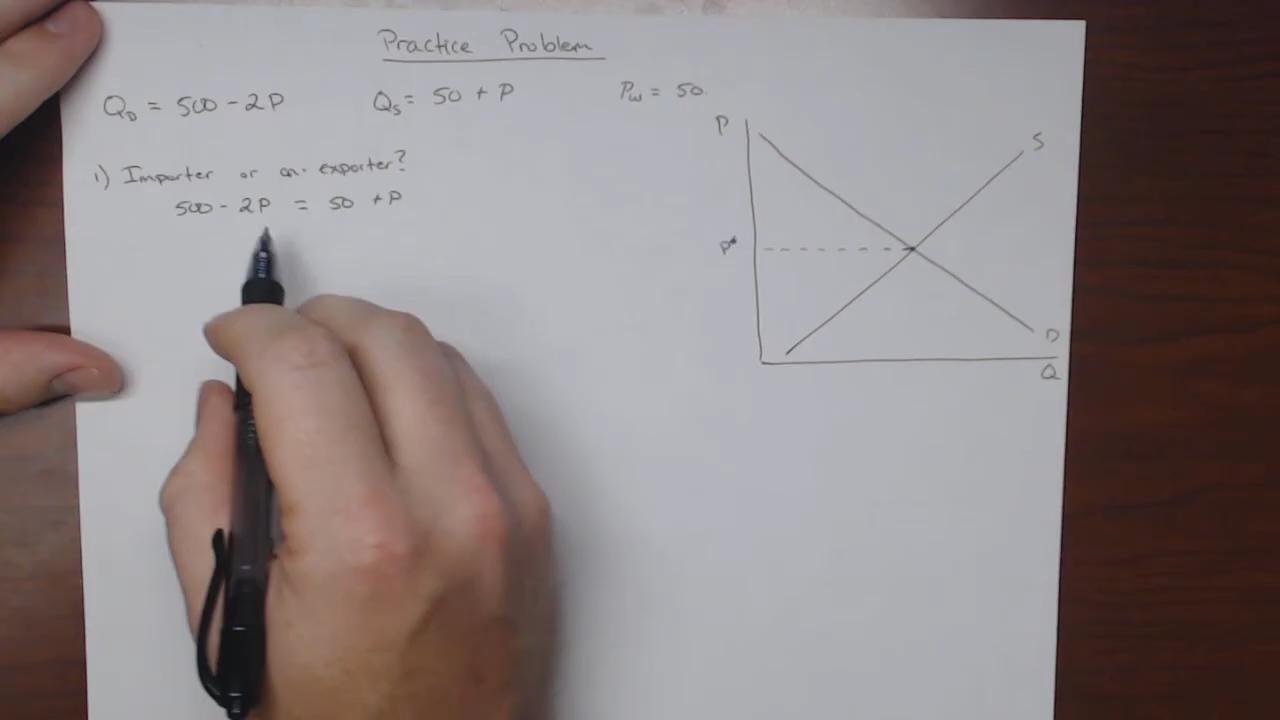 Practice Problem
Q_D = 500 - 2P
Q_S = 50 + P
P_W = 50.
1) Importer or an exporter?
500 - 2P = 50 + P
P
S
P*
D
Q